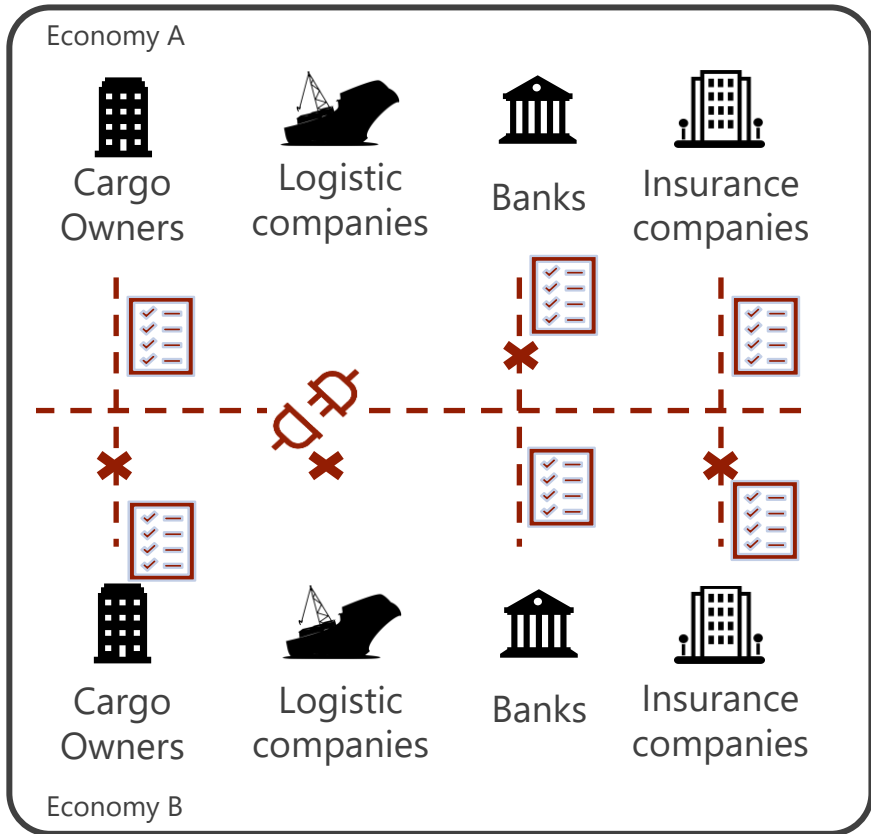 Economy A
Cargo
Owners
Logistic
companies
Banks
Insurance
companies
Cargo
Owners
Logistic
companies
Banks
Insurance
companies
Economy B